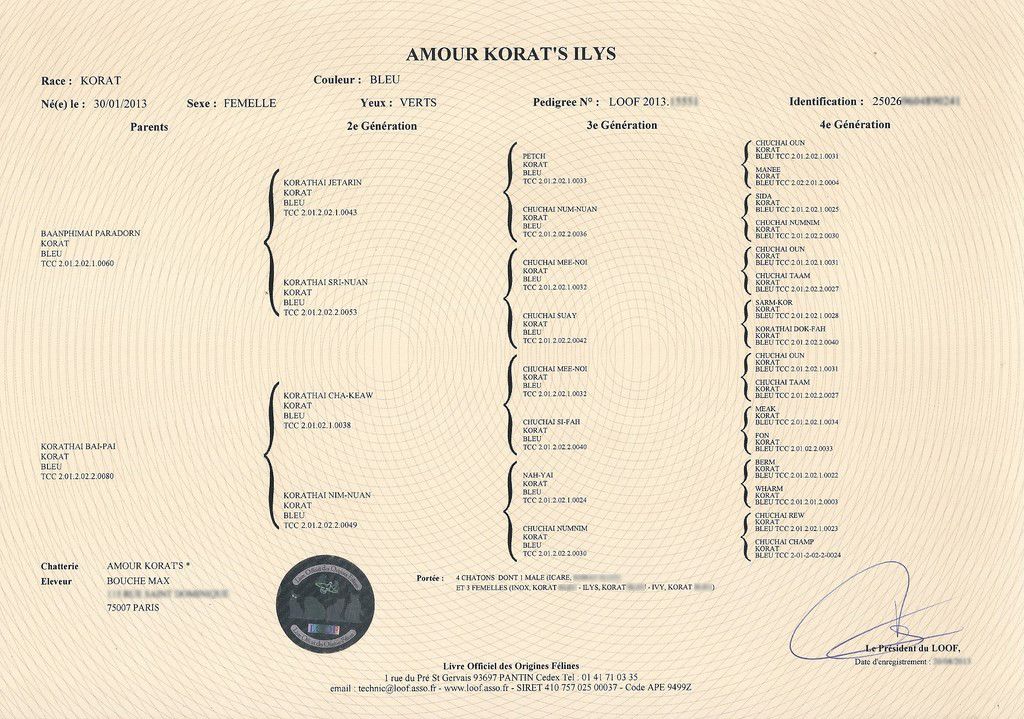 AMOUR KORAT'S ILYS
Race : KORAT Couleur : BLEU
Né(e) le : 30/01/2013 Sexe : FEMELLE Yeux : VERTS Pedigree N° : LOOF 2013. Identification : 25026
Parents 2e Génération 3e Génération 4e Génération
BAANPHIMAI PARADORN
KORAT
BLEU
TCC 2.01.2.02.1.0060
KORATHAI BAI-PAI
KORAT
BLEU
TCC 2.01.2.02.2.0080
KORATHAI JETARIN
KORAT
BLEU
TCC 2.01.2.02.1.0043
KORATHAI SRI-NUAN
KORAT
BLEU
TCC 2.01.2.02.2.0053
KORATHAI CHA-KEAW
KORAT
BLEU
TCC 2.01.02.1.0038
KORATHAI NIM-NUAN
KORAT
BLEU
TCC 2.01.2.02.2.0049
PETCH
KORAT
BLEU
TCC 2.01.2.02.1.0033
CHUCHAI NUM-NUAN
KORAT
BLEU
TCC 2.01.2.02.2.0036
CHUCHAI MEE-NOI
KORAT
BLEU
TCC 2.01.2.02.1.0032
CHUCHAI SUAY
KORAT
BLEU
TCC 2.01.2.02.2.0042
CHUCHAI MEE-NOI
KORAT
BLEU
TCC 2.01.2.02.1.0032
CHUCHAI SI-FAH
KORAT
BLEU
TCC 2.01.2.02.2.0040
NAH-YAI
KORAT
BLEU
TCC 2.01.2.02.1.0024
CHUCHAI NUMNIM
KORAT
BLEU
TCC 2.01.2.02.2.0030
CHUCHAI OUN
KORAT
BLEU TCC 2.01.2.02.1.0031
MANEE
KORAT
BLEU TCC 2.02.2.01.2.0004
SIDA
KORAT
BLEU TCC 2.01.2.02.1.0025
CHUCHAI NUMNIM
KORAT
BLEU TCC 2.01.2.02.2.0030
CHUCHAI OUN
KORAT
BLEU TCC 2.01.2.02.1.0031
CHUCHAI TAAM
KORAT
BLEU TCC 2.01.2.02.2.0027
SARM-KOR
KORAT
BLEU TCC 2.01.2.02.1.0028
KORATHAI DOK-FAH
KORAT
BLEU TCC 2.01.2.02.2.0040
CHUCHAI OUN
KORAT
BLEU TCC 2.01.2.02.1.0031
CHUCHAI TAAM
KORAT
BLEU TCC 2.01.2.02.2.0027
MEAK
KORAT
BLEU TCC 2.01.2.02.1.0034
FON
KORAT
BLEU TCC 2.01.02.2.0033
BERM
KORAT
BLEU TCC 2.01.2.02.1.0022
WHARM
KORAT
BLEU TCC 2.01.2.01.2.0003
CHUCHAI REW
KORAT
BLEU TCC 2.01.2.02.1.0023
CHUCHAI CHAMP
KORAT
BLEU TCC 2-01-2-02-2-0024
Chatterie AMOUR KORAT'S *
Eleveur BOUCHE MAX
75007 PARIS
Portée : 4 CHATONS DONT 1 MALE (ICARE,
ET 3 FEMELLES (INOX, KORAT - ILYS, KORAT - IVY, KORAT )
Livre Officiel des Origines Félines
LOOF
Livre Officiel des Origines Félines
Le Président du LOOF,
Date d'enregistrement :
Livre Officiel des Origines Félines
1 rue du Pré St Gervais 93697 PANTIN Cedex Tel : 01 41 71 03 35
email : technic@loof.asso.fr - www.loof.asso.fr - SIRET 410 757 025 00037 - Code APE 9499Z